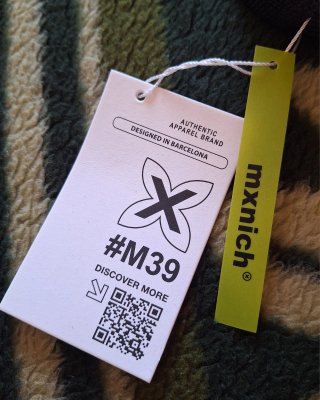 AUTHENTIC
APPAREL BRAND
DESIGNED IN BARCELONA
X
#M39
DISCOVER MORE
mxnich®